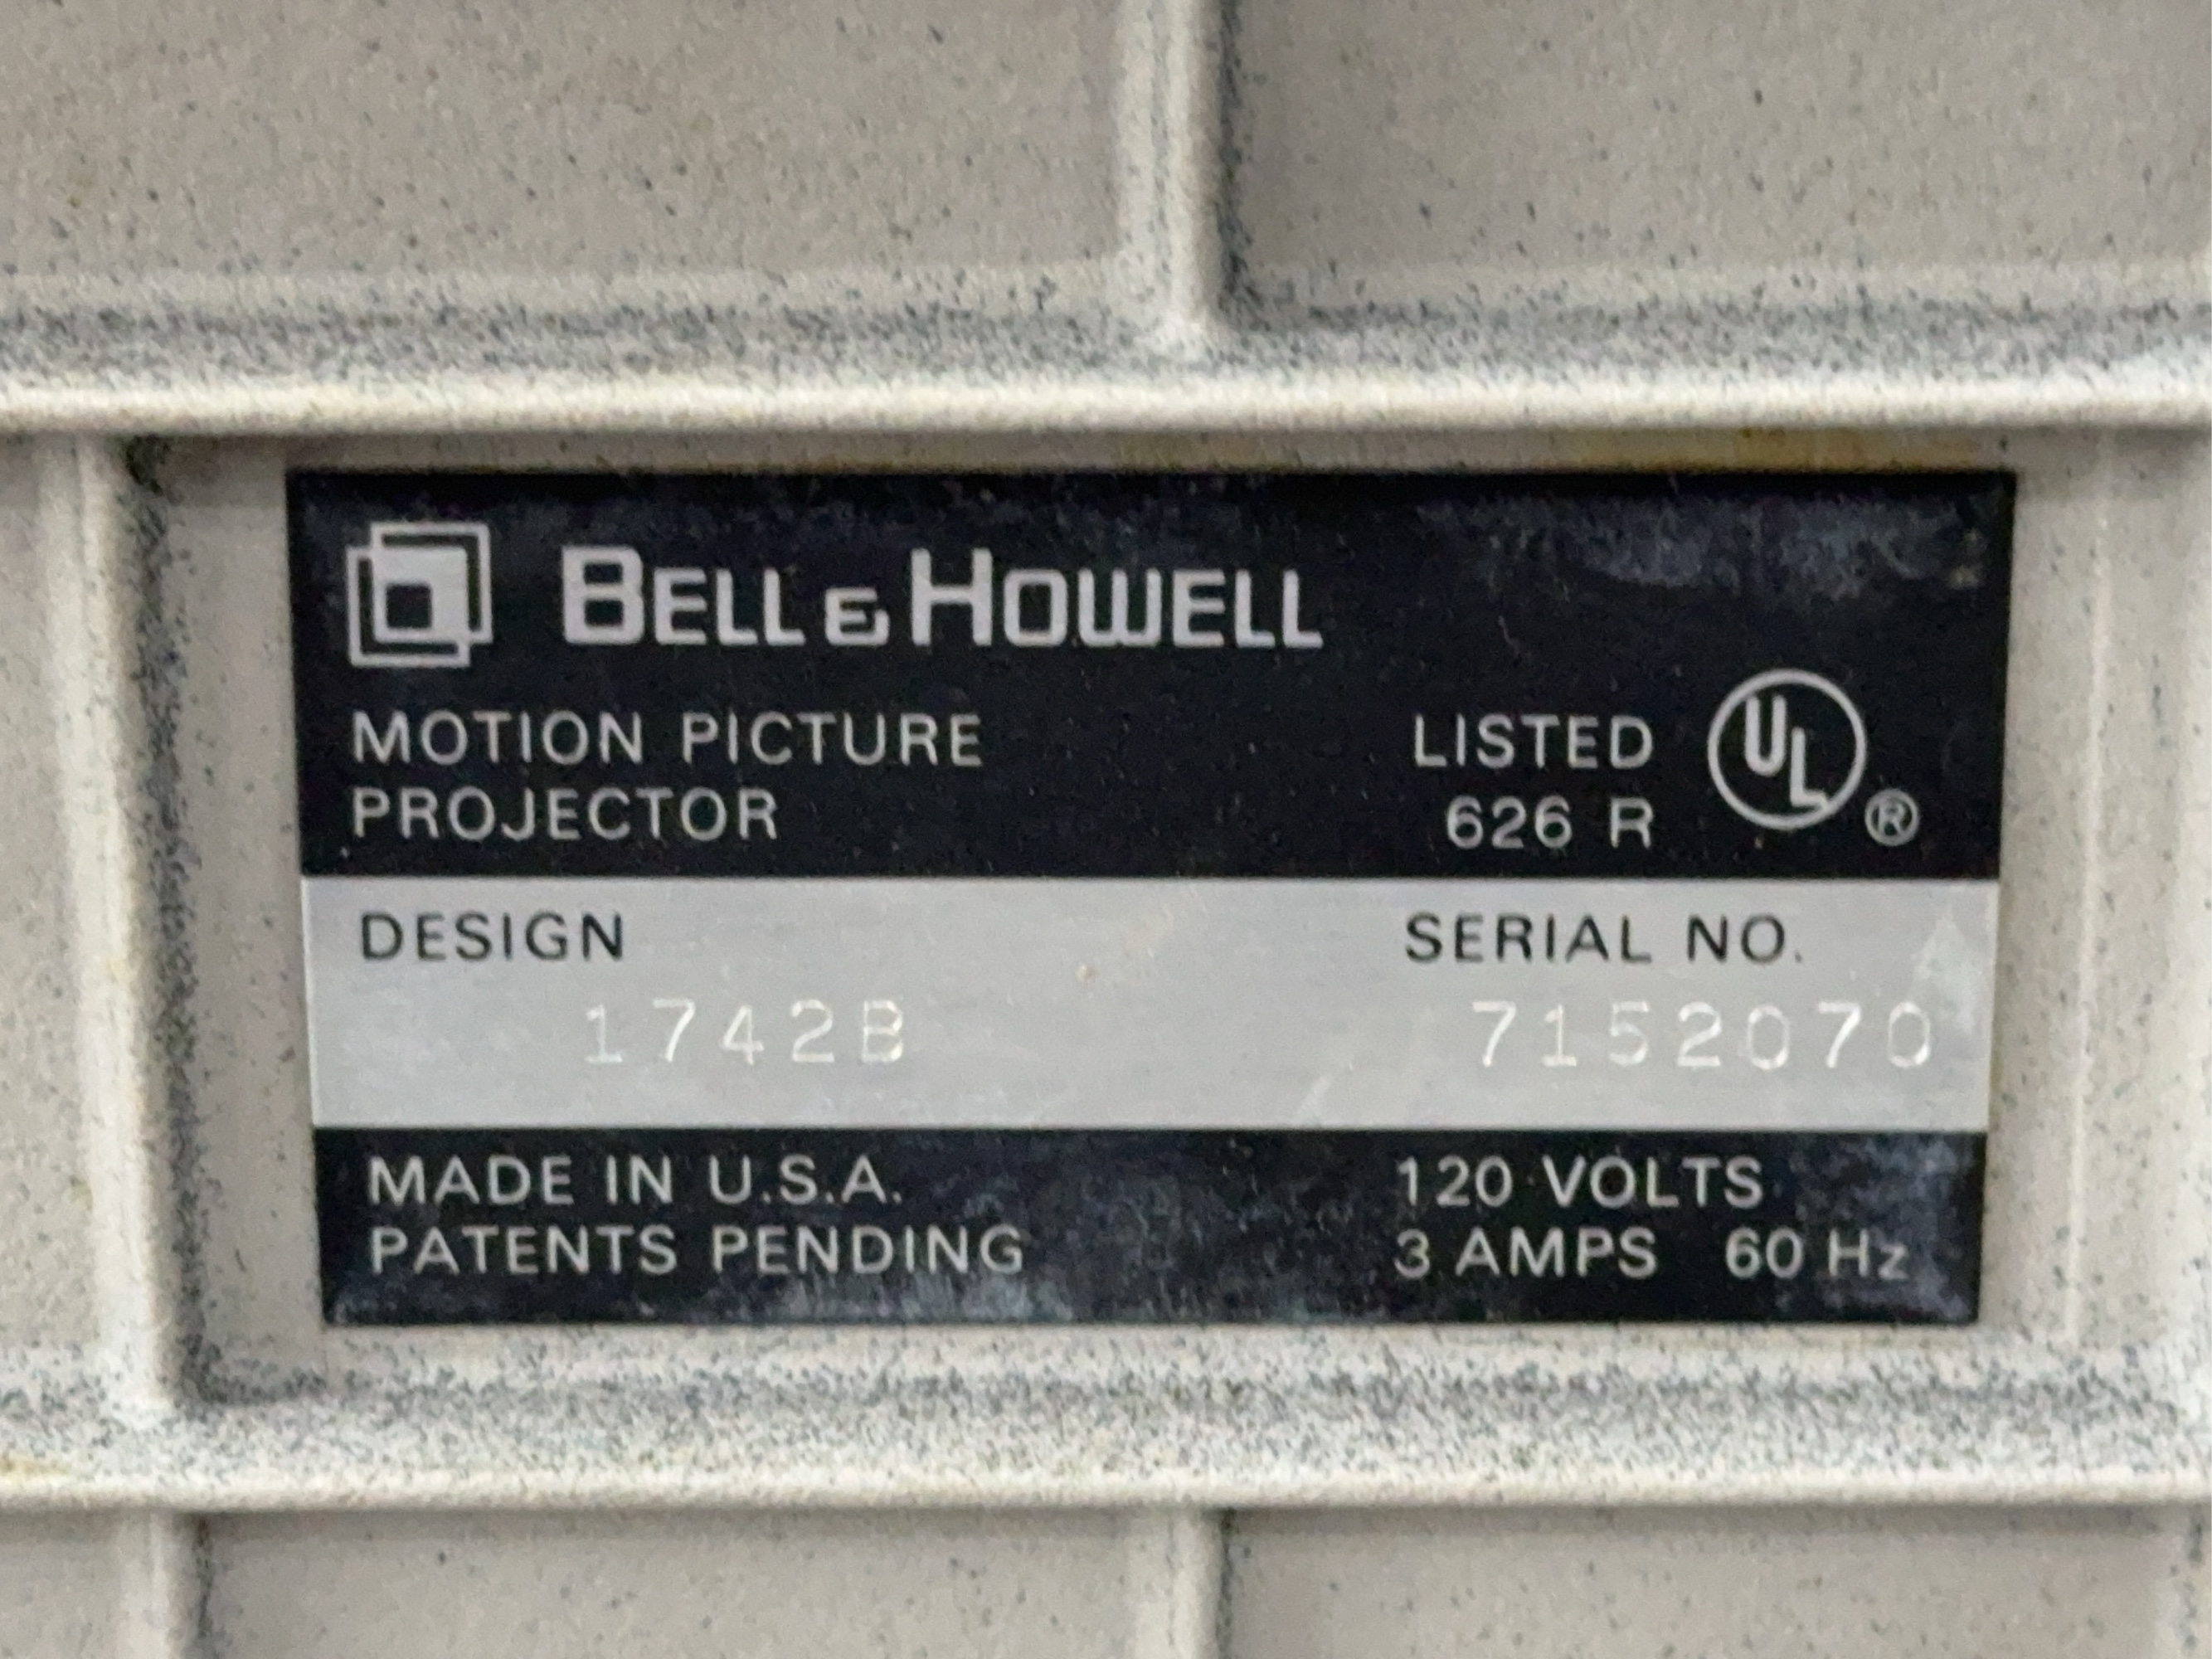 BELL & HOWELL
MOTION PICTURE
PROJECTOR
LISTED UL ®
626 R
DESIGN
1742B
SERIAL NO.
7152070
MADE IN U.S.A.
PATENTS PENDING
120 VOLTS
3 AMPS 60 Hz